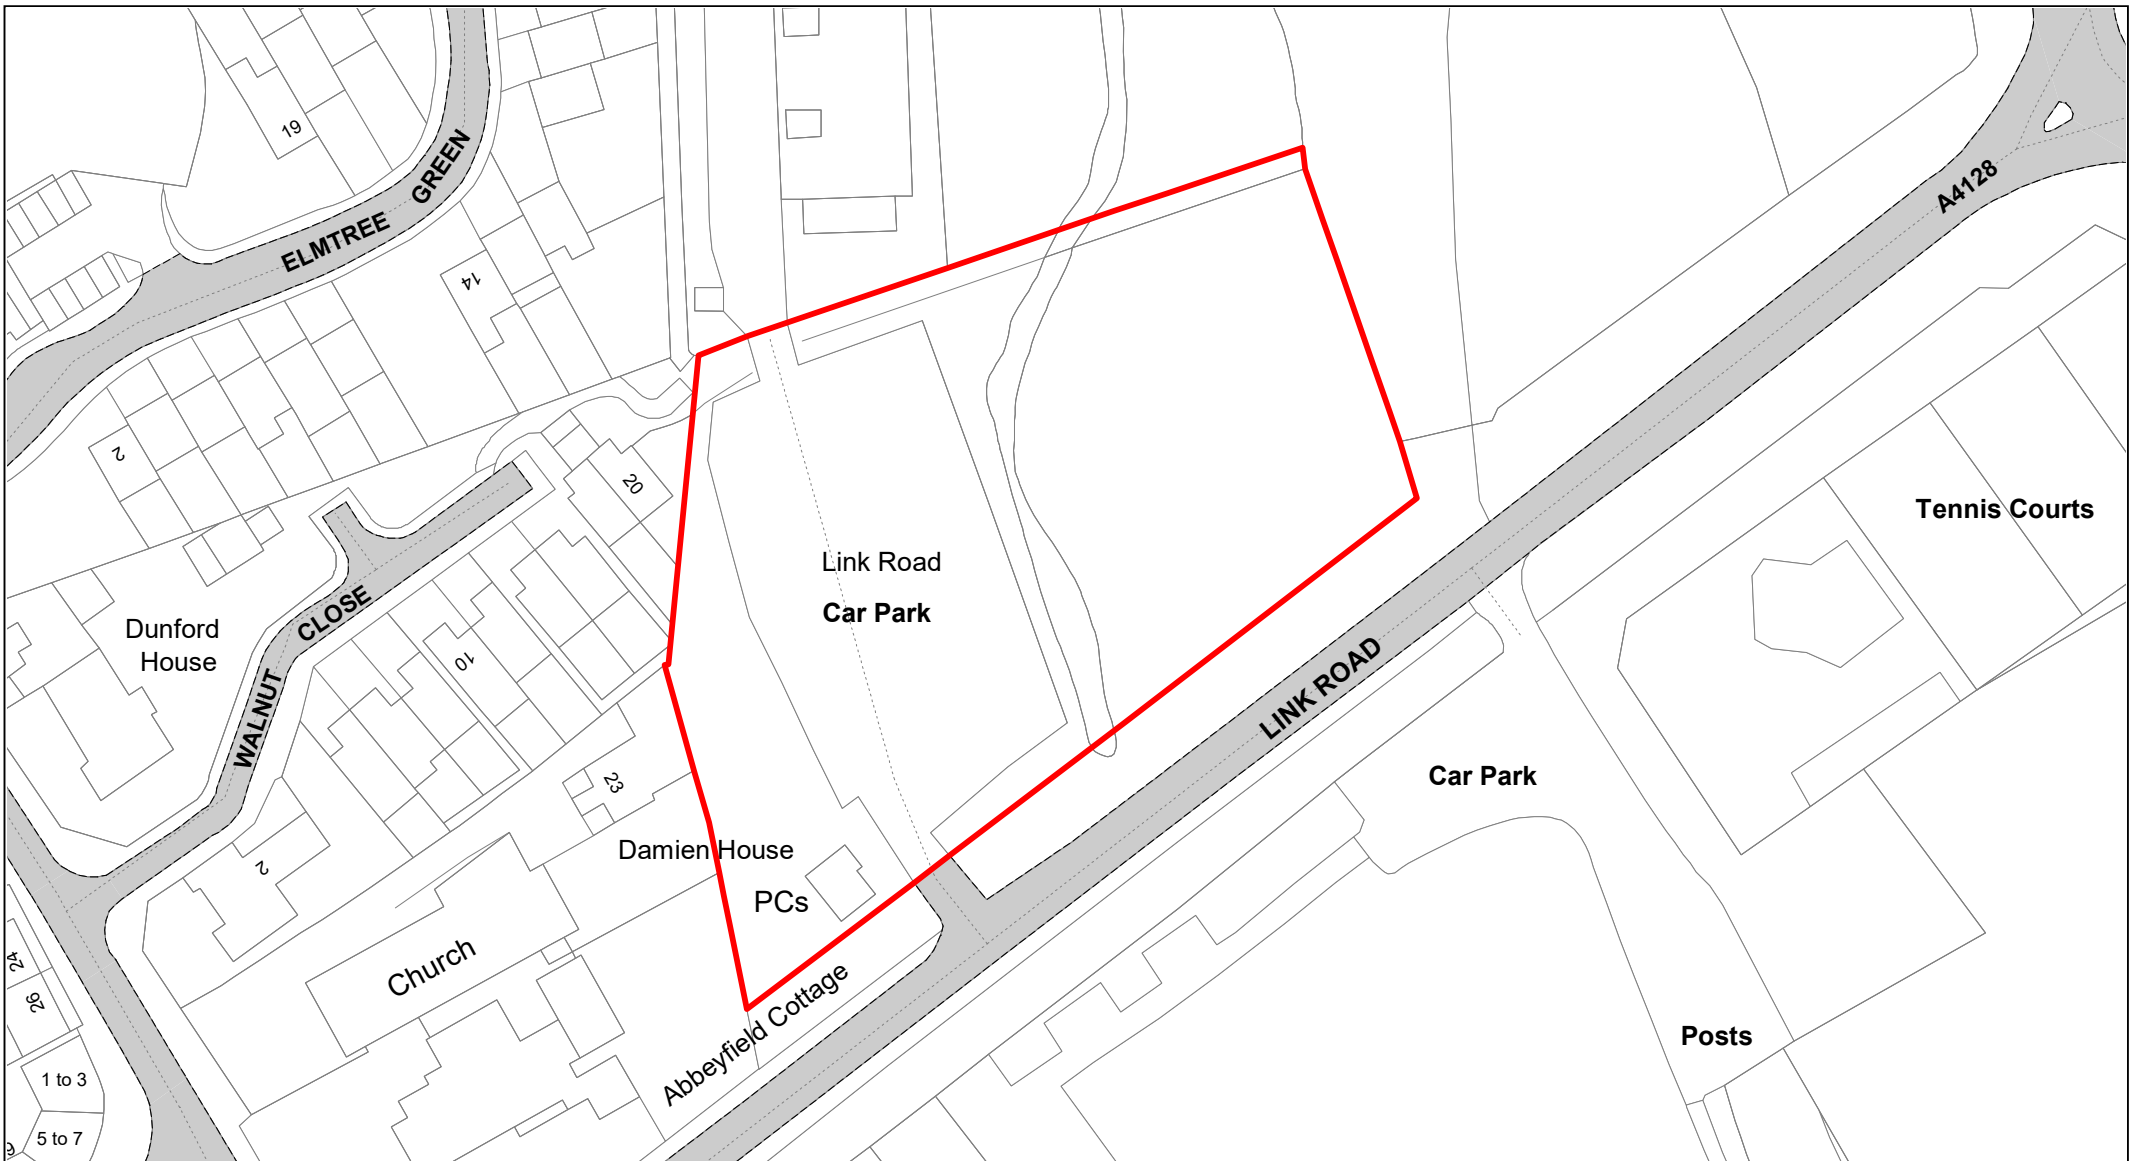 19
ELMTREE GREEN
A4128
14
2
20
Tennis Courts
Link Road
Car Park
Dunford
House
WALNUT CLOSE
10
LINK ROAD
23
Car Park
Damien House
2
PCs
Church
24
26
Abbeyfield Cottage
Posts
1 to 3
5 to 7